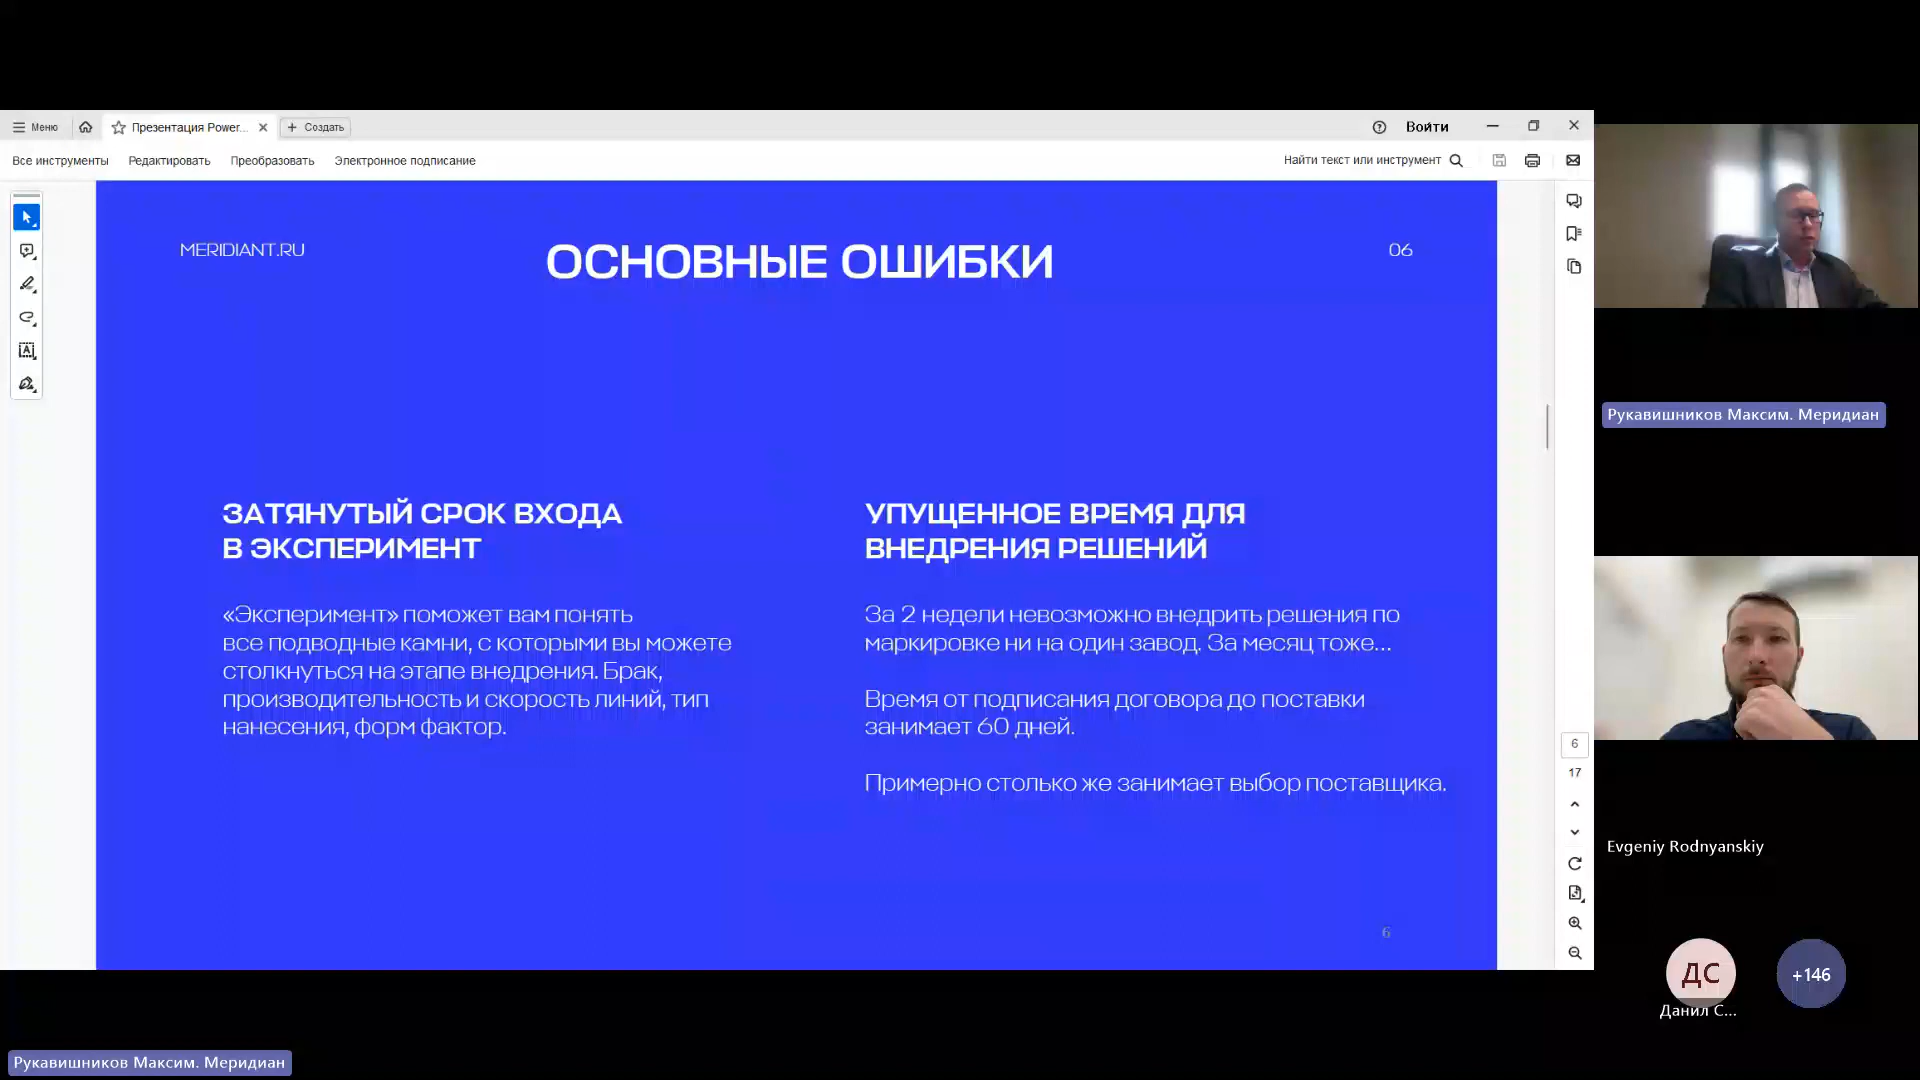 Меню
Презентация Power...
Создать
Войти
Все инструменты
Редактировать
Преобразовать
Электронное подписание
Найти текст или инструмент
MERIDIANT.RU
ОСНОВНЫЕ ОШИБКИ
06
ЗАТЯНУТЫЙ СРОК ВХОДА
В ЭКСПЕРИМЕНТ
«Эксперимент» поможет вам понять
все подводные камни, с которыми вы можете
столкнуться на этапе внедрения. Брак,
производительность и скорость линий, тип
нанесения, форм фактор.
УПУЩЕННОЕ ВРЕМЯ ДЛЯ
ВНЕДРЕНИЯ РЕШЕНИЙ
За 2 недели невозможно внедрить решения по
маркировке ни на один завод. За месяц тоже...
Время от подписания договора до поставки
занимает 60 дней.
Примерно столько же занимает выбор поставщика.
6
6
17
Рукавишников Максим. Меридиан
Evgeniy Rodnyanskiy
ДС
Данил С...
+146
Рукавишников Максим. Меридиан